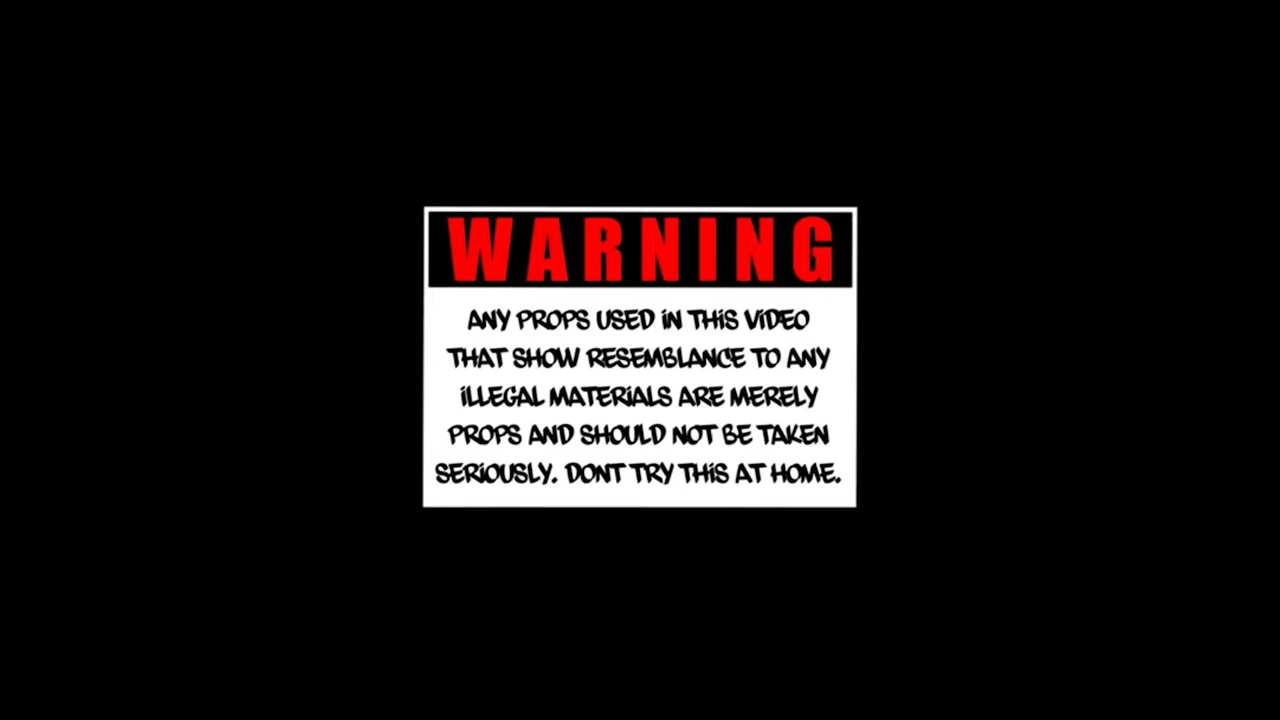 WARNING
ANY PROPS USED iN THiS ViDEO
THAT SHOW RESEMBLANCE TO ANY
iLLEGAL MATERiALS ARE MERELY
PROPS AND SHOULD NOT BE TAKEN
SERiOUSLY. DONT TRY THiS AT HOME.